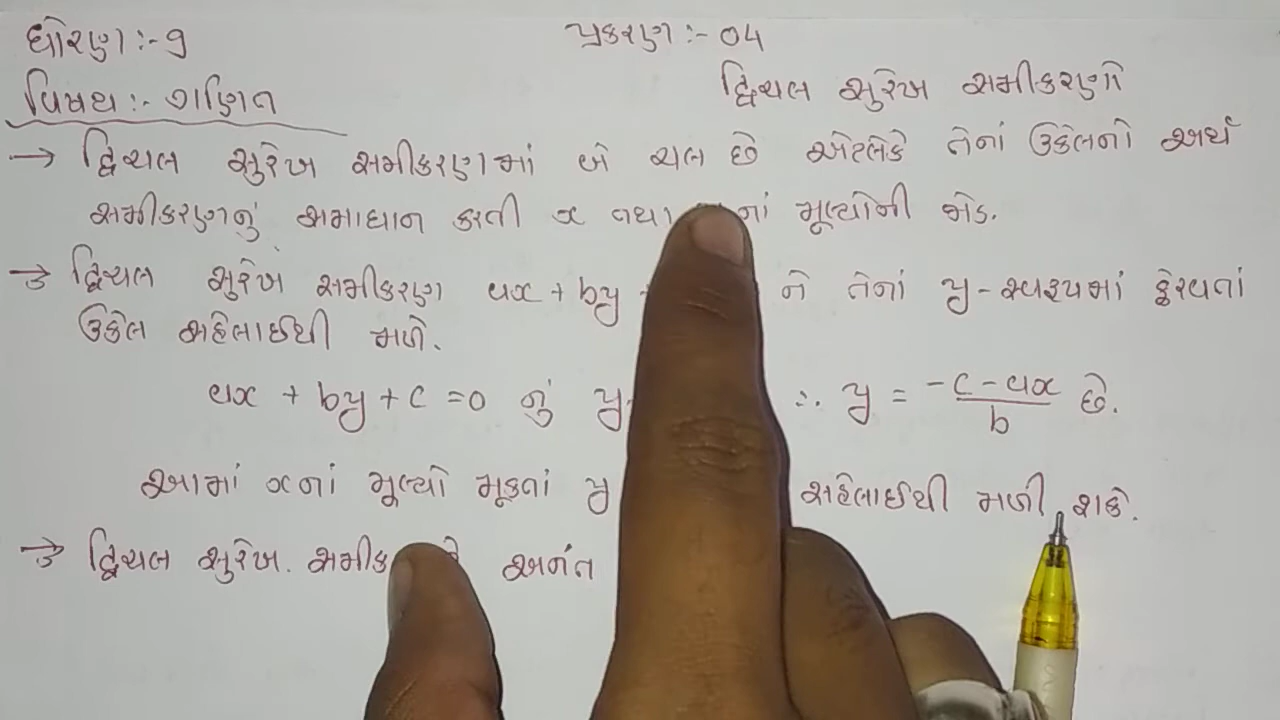 ધોરણ :- 9
પ્રકરણ :- 04
વિષય :- ગણિત
દ્વિચલ સુરેખ સમીકરણો
→ દ્વિચલ સુરેખ સમીકરણમાં બે ચલ છે એટલેકે તેનાં ઉકેલનો અર્થ
સમીકરણનું સમાધાન કરતી x તથા નાં મૂલ્યોની જોડ.
→ દ્વિચલ સુરેખ સમીકરણ ax + by ને તેનાં y-સ્વરૂપમાં ફેરવતાં
ઉકેલ સહેલાઈથી મળે.
ax + by + c = 0 નું y- ∴ y = (-c - ax)/b છે.
આમાં xનાં મૂલ્યો મૂકતાં y સહેલાઈથી મળી શકે.
→ દ્વિચલ સુરેખ. અનંત